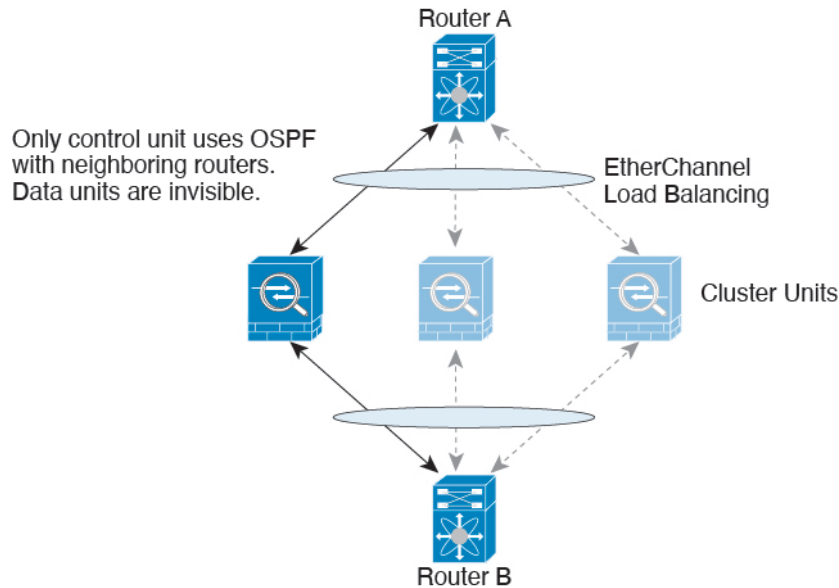 Router A
Only control unit uses OSPF
with neighboring routers.
Data units are invisible.
EtherChannel
Load Balancing
Cluster Units
Router B